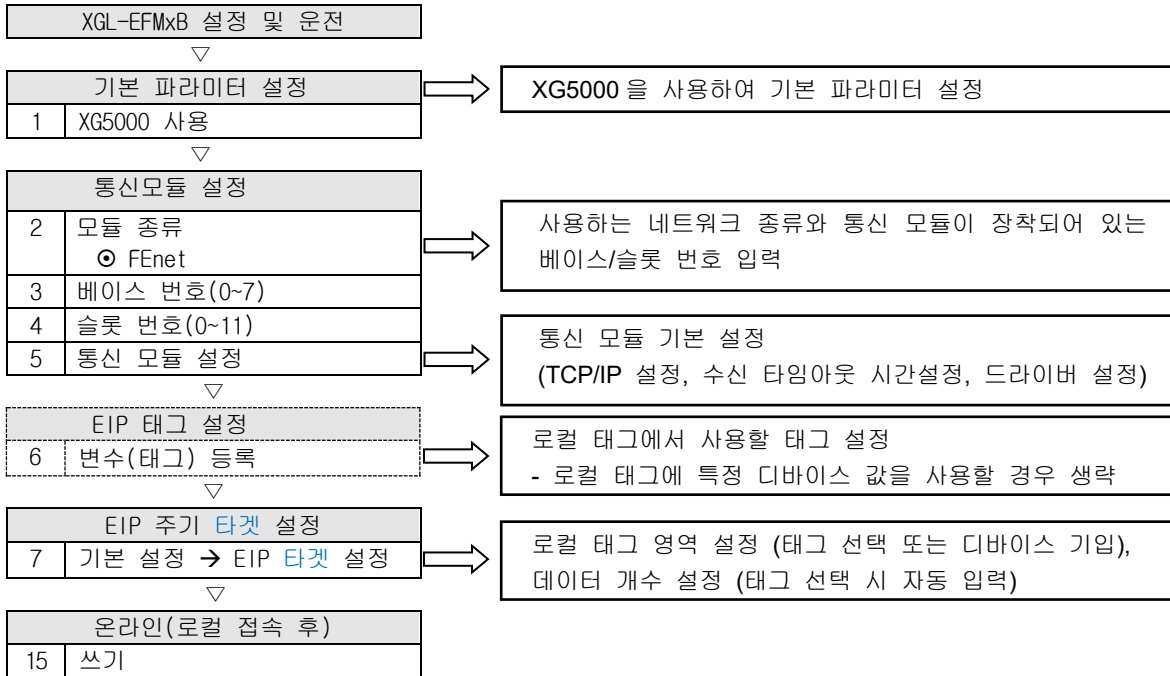 XGL-EFMxB 설정 및 운전
▽
기본 파라미터 설정
1 XG5000 사용
XG5000 을 사용하여 기본 파라미터 설정
▽
통신모듈 설정
2 모듈 종류
⊙ FEnet
3 베이스 번호(0~7)
4 슬롯 번호(0~11)
5 통신 모듈 설정
사용하는 네트워크 종류와 통신 모듈이 장착되어 있는
베이스/슬롯 번호 입력
통신 모듈 기본 설정
(TCP/IP 설정, 수신 타임아웃 시간설정, 드라이버 설정)
▽
EIP 태그 설정
6 변수(태그) 등록
로컬 태그에서 사용할 태그 설정
- 로컬 태그에 특정 디바이스 값을 사용할 경우 생략
▽
EIP 주기 타겟 설정
7 기본 설정 → EIP 타겟 설정
로컬 태그 영역 설정 (태그 선택 또는 디바이스 기입),
데이터 개수 설정 (태그 선택 시 자동 입력)
▽
온라인(로컬 접속 후)
15 쓰기